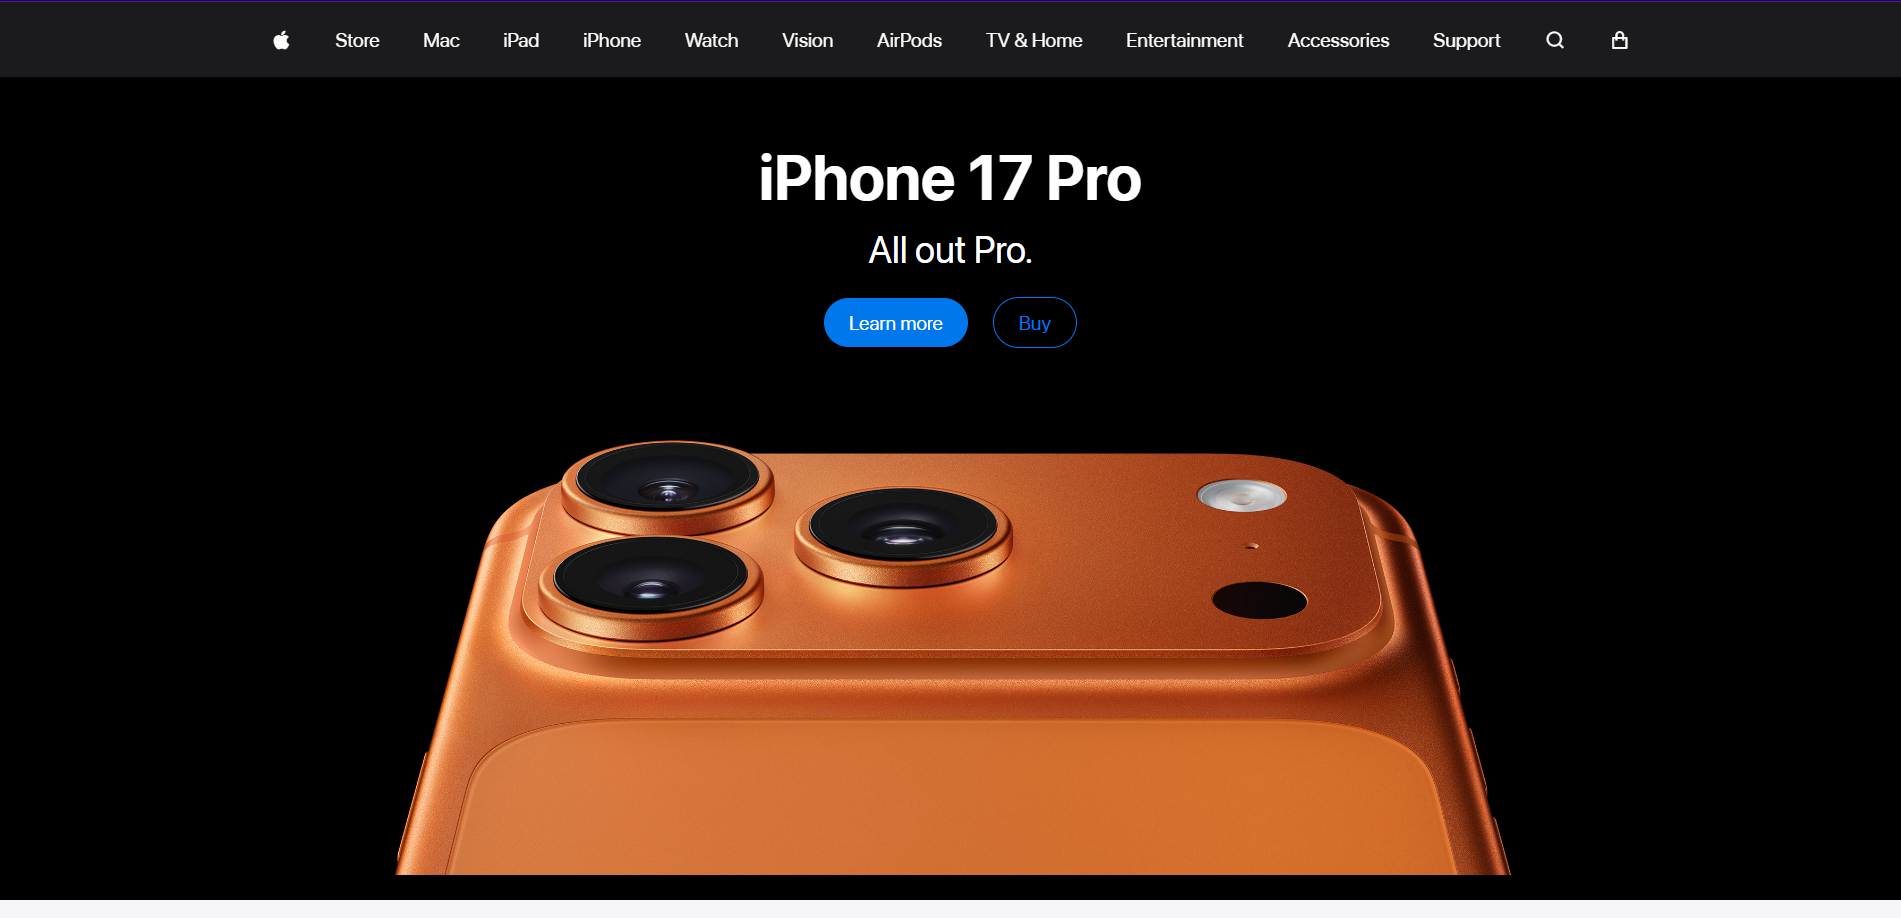 Store Mac iPad iPhone Watch Vision AirPods TV & Home Entertainment Accessories Support
iPhone 17 Pro
All out Pro.
Learn more Buy